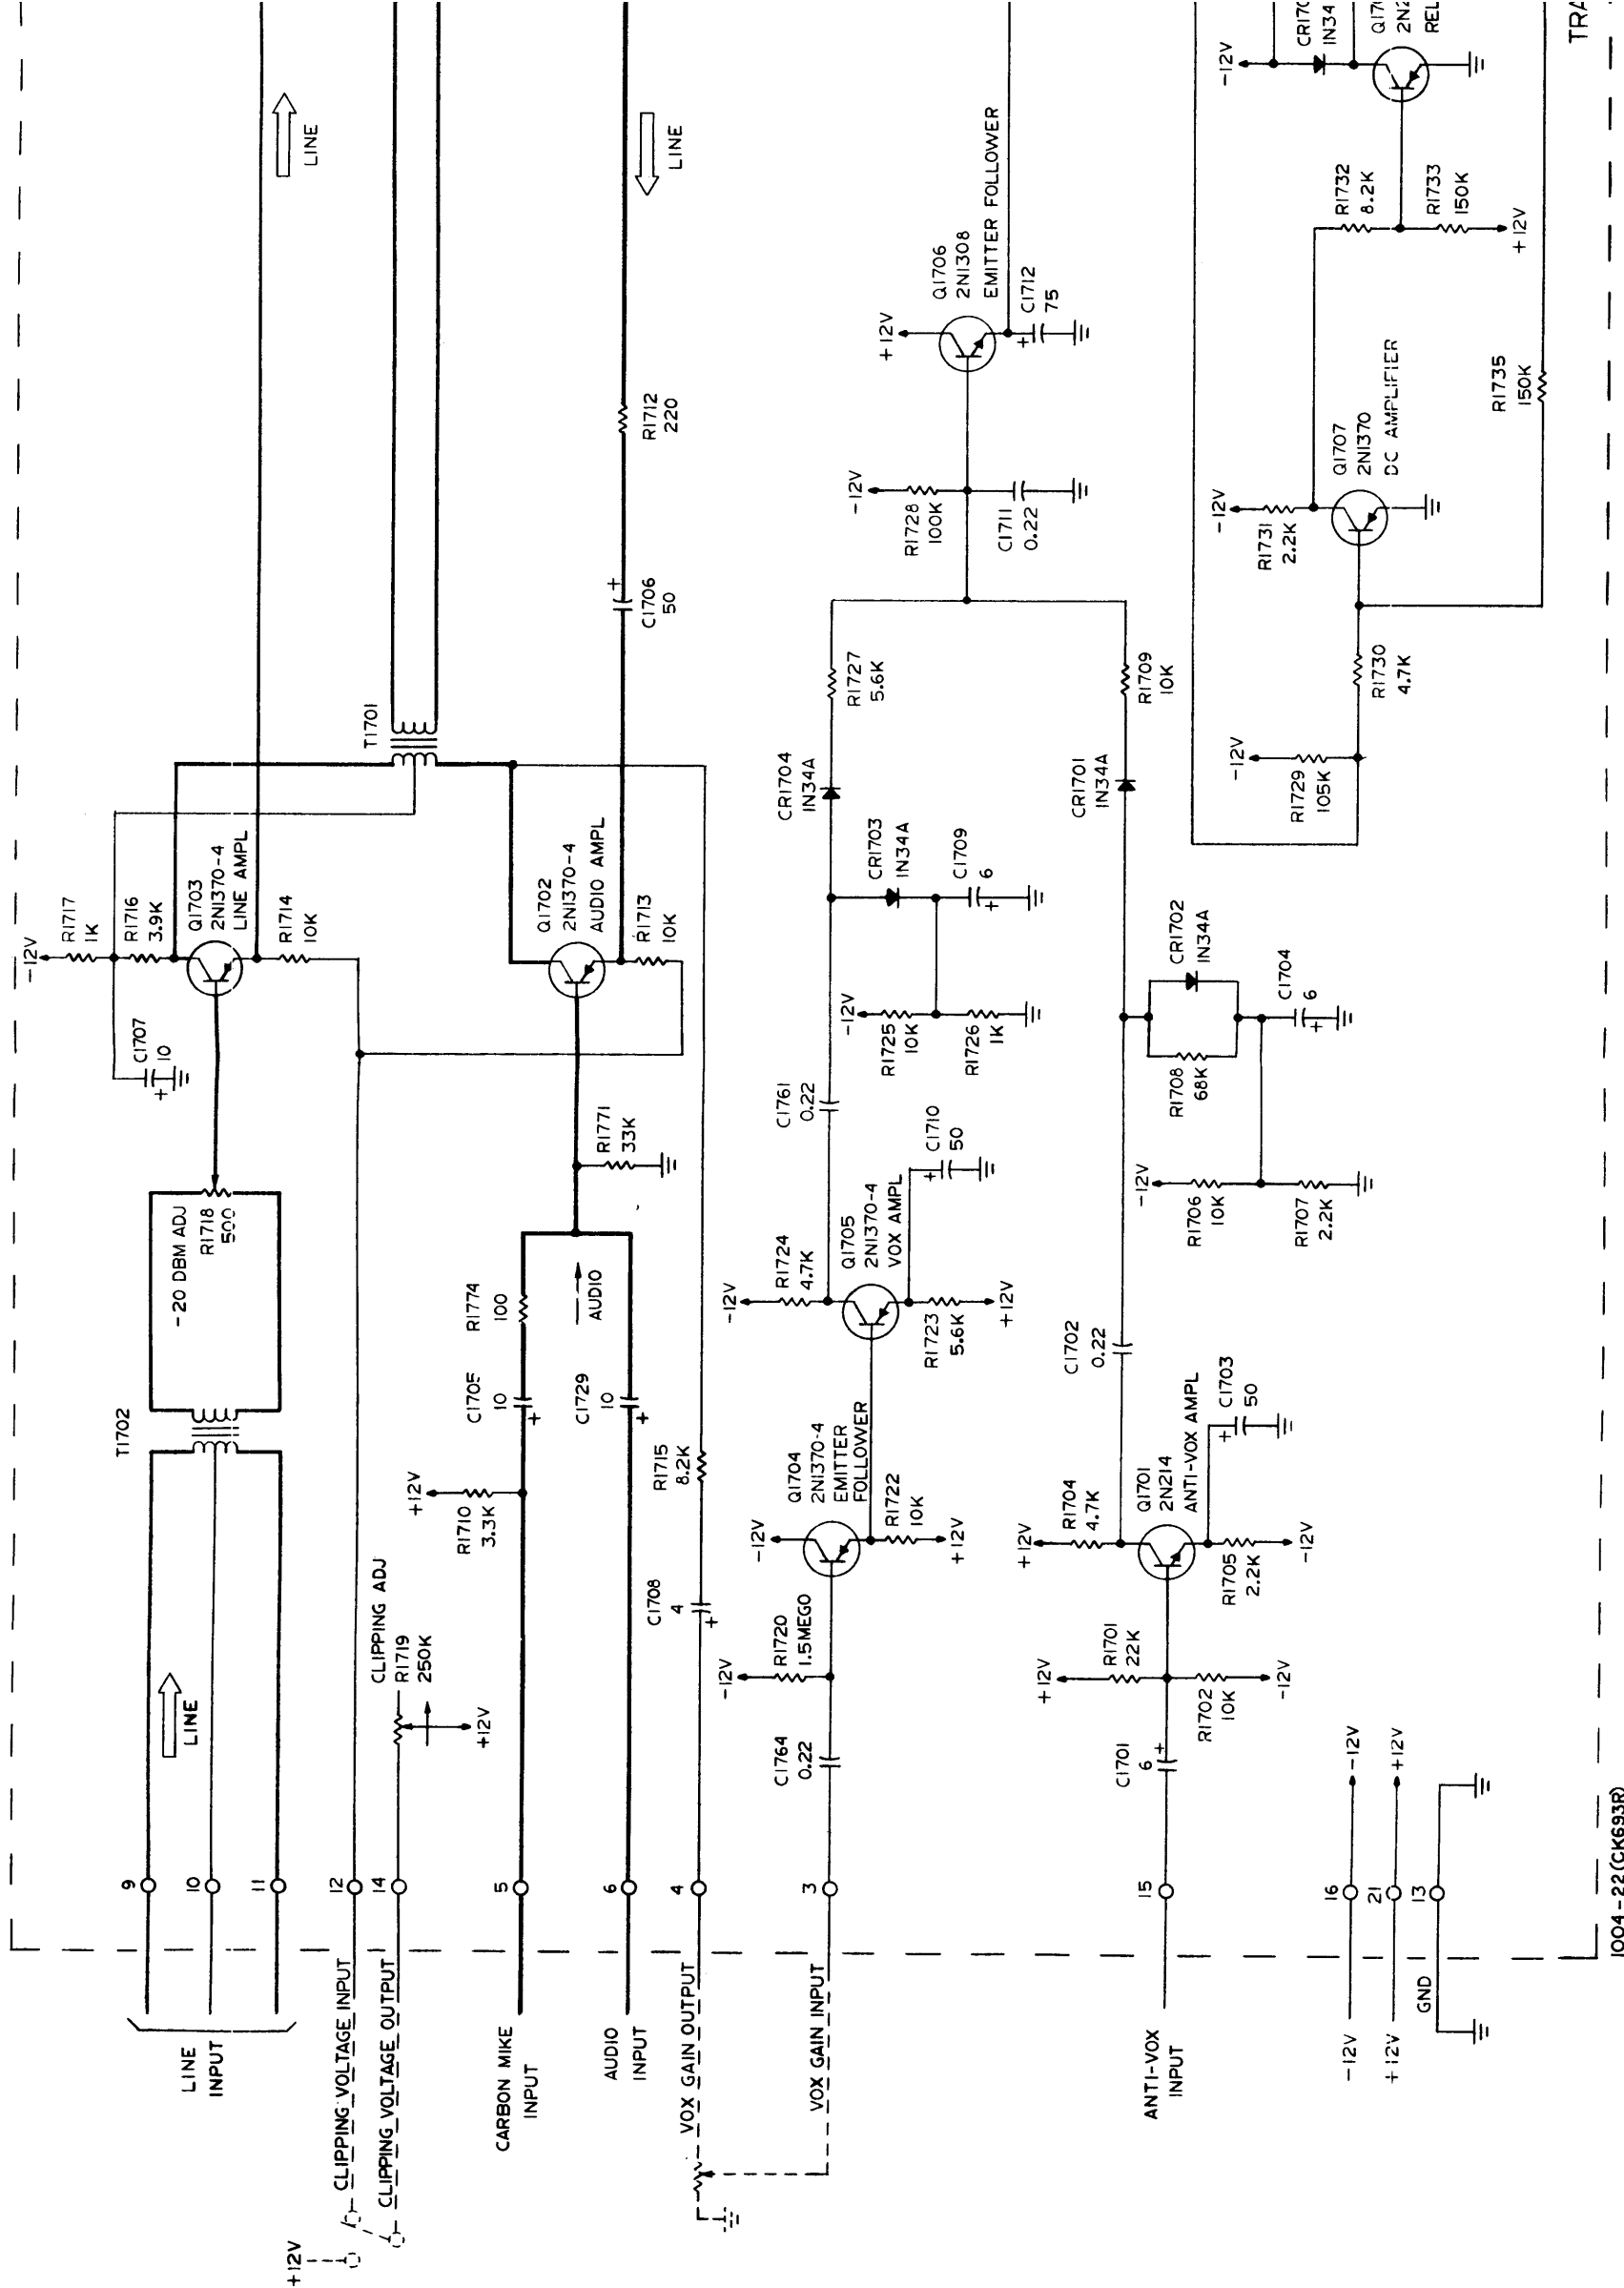 LINE
INPUT
9
10
11
LINE
T1702
-20 DBM ADJ
R1718
500
C1707
10
-12V
R1717
1K
R1716
3.9K
Q1703
2N1370-4
LINE AMPL
R1714
10K
T1701
LINE
+12V
CLIPPING VOLTAGE INPUT
CLIPPING VOLTAGE OUTPUT
12
14
CLIPPING ADJ
R1719
250K
+12V
CARBON MIKE
INPUT
5
+12V
R1710
3.3K
C1705
10
+
R1774
100
AUDIO
C1729
10
+
R1771
33K
Q1702
2N1370-4
AUDIO AMPL
R1713
10K
C1706
50
+
R1712
220
LINE
AUDIO
INPUT
6
VOX GAIN OUTPUT
4
C1708
4
+
R1715
8.2K
VOX GAIN INPUT
3
C1764
0.22
-12V
R1720
1.5MEGO
-12V
Q1704
2N1370-4
EMITTER
FOLLOWER
R1722
10K
+12V
-12V
R1724
4.7K
Q1705
2N1370-4
VOX AMPL
R1723
5.6K
+12V
C1710
50
+
C1761
0.22
-12V
R1725
10K
R1726
1K
CR1703
1N34A
C1709
6
+
CR1704
1N34A
R1727
5.6K
-12V
R1728
100K
C1711
0.22
+12V
Q1706
2N1308
EMITTER FOLLOWER
C1712
75
+
ANTI-VOX
INPUT
15
C1701
6
+
+12V
R1701
22K
R1702
10K
-12V
+12V
R1704
4.7K
Q1701
2N214
ANTI-VOX AMPL
R1705
2.2K
-12V
C1703
50
+
C1702
0.22
-12V
R1706
10K
R1707
2.2K
R1708
68K
CR1702
1N34A
C1704
6
+
CR1701
1N34A
R1709
10K
-12V
R1729
105K
R1730
4.7K
-12V
R1731
2.2K
Q1707
2N1370
DC AMPLIFIER
R1735
150K
R1732
8.2K
R1733
150K
+12V
-12V
CR170
1N34
Q170
2N2
REL
TRA
-12V
16
-12V
+12V
21
+12V
GND
13
1004-22(CK693R)